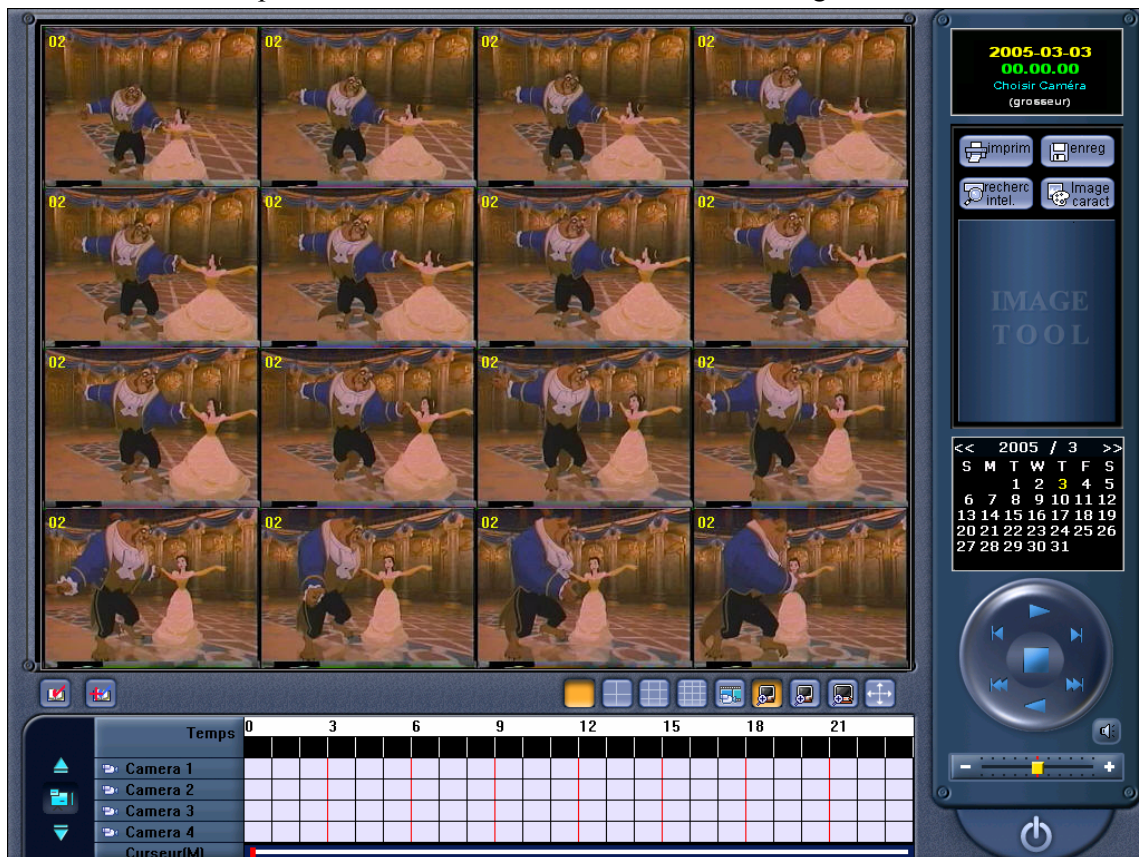 02 02 02 02
02 02 02 02
02 02 02 02
02 02 02 02
2005-03-03
00.00.00
Choisir Caméra
(grosseur)
imprim
enreg
recherc
intel.
Image
caract
IMAGE
TOOL
<< 2005 / 3 >>
S M T W T F S
1 2 3 4 5
6 7 8 9 10 11 12
13 14 15 16 17 18 19
20 21 22 23 24 25 26
27 28 29 30 31
Temps 0 3 6 9 12 15 18 21
Camera 1
Camera 2
Camera 3
Camera 4
Curseur(M)
- +